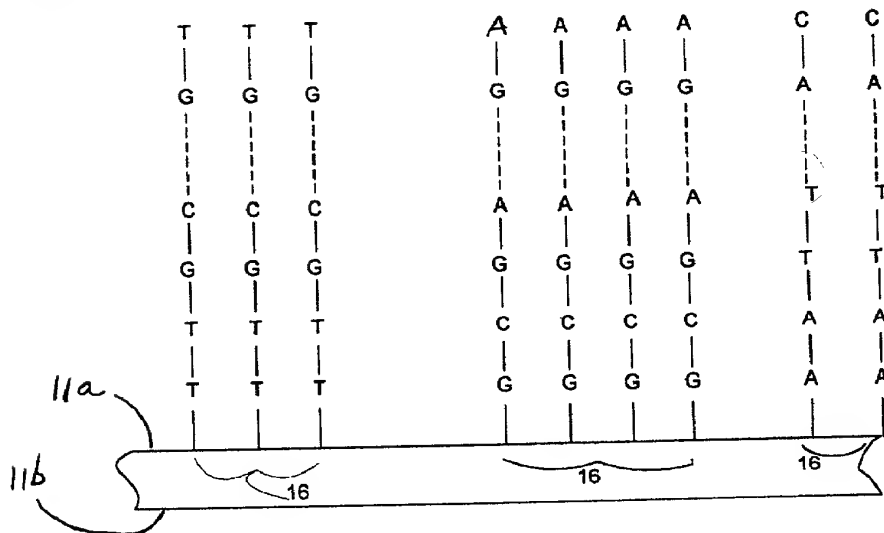 T T T A A A A C C
G G G G G G G A A
C C C A A A A T T
G G G G G G G T T
T T T C C C C A A
T T T G G G G A A
11a
16 16 16
11b